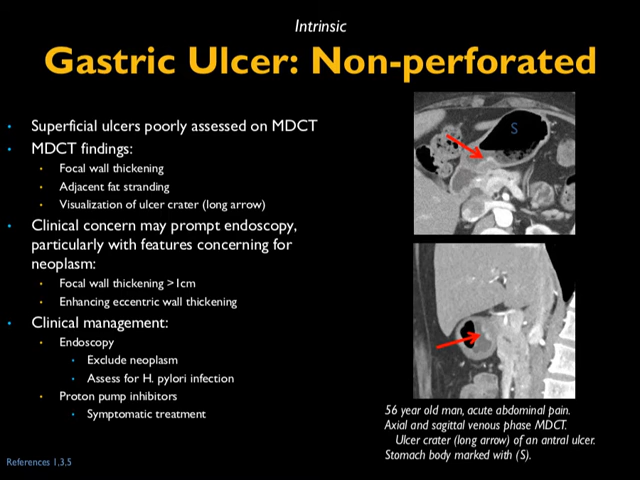 Intrinsic
Gastric Ulcer: Non-perforated
• Superficial ulcers poorly assessed on MDCT
• MDCT findings:
• Focal wall thickening
• Adjacent fat stranding
• Visualization of ulcer crater (long arrow)
• Clinical concern may prompt endoscopy,
particularly with features concerning for
neoplasm:
• Focal wall thickening >1cm
• Enhancing eccentric wall thickening
• Clinical management:
• Endoscopy
• Exclude neoplasm
• Assess for H. pylori infection
• Proton pump inhibitors
• Symptomatic treatment
S
56 year old man, acute abdominal pain.
Axial and sagittal venous phase MDCT.
Ulcer crater (long arrow) of an antral ulcer.
Stomach body marked with (S).
References 1,3,5